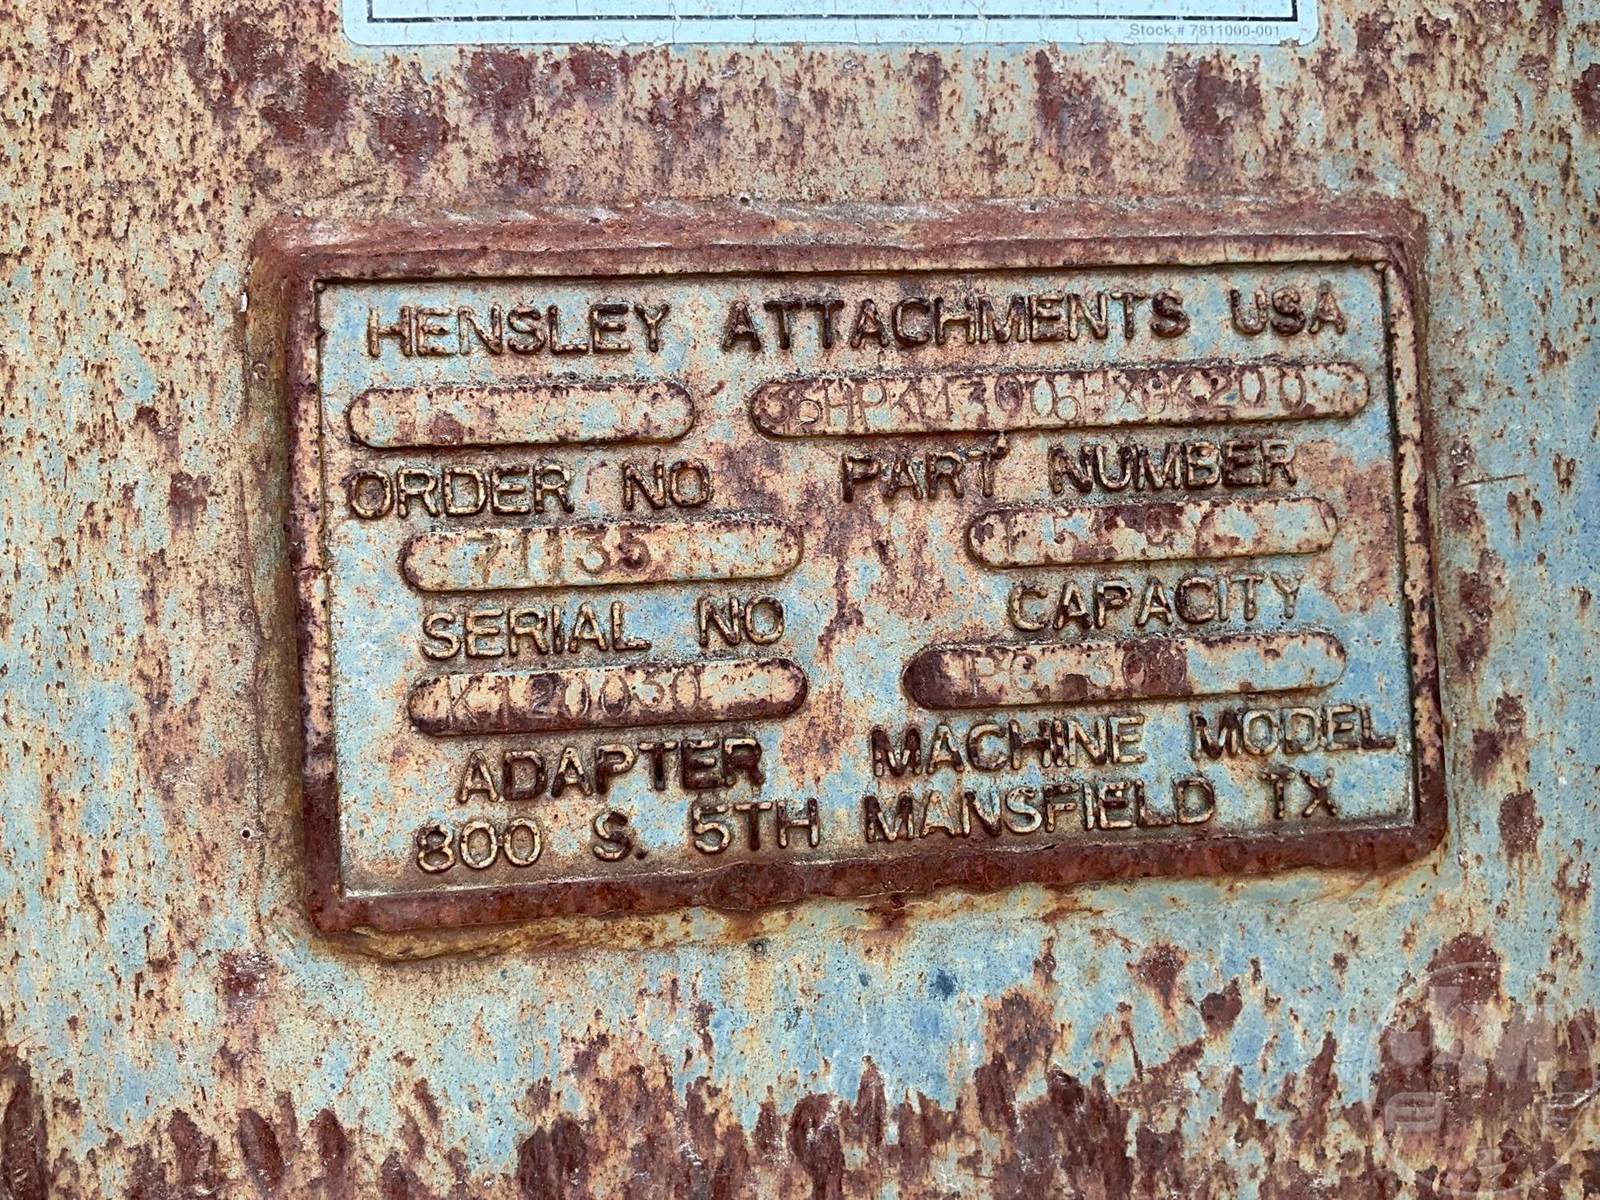 Stock # 7811000-001
HENSLEY ATTACHMENTS USA
ORDER NO PART NUMBER
71135
SERIAL NO CAPACITY
K120030
ADAPTER MACHINE MODEL
800 S. 5TH MANSFIELD TX